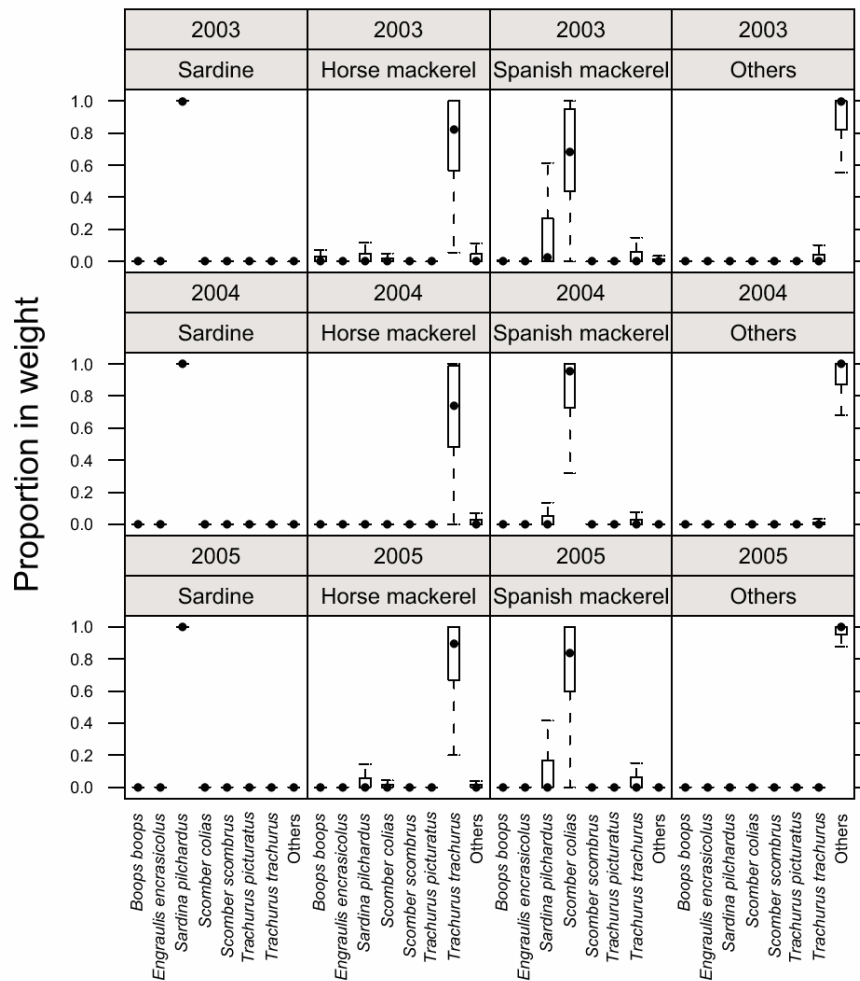 2003 2003 2003 2003
Sardine Horse mackerel Spanish mackerel Others
1.0
0.8
0.6
0.4
0.2
0.0
2004 2004 2004 2004
Sardine Horse mackerel Spanish mackerel Others
1.0
0.8
0.6
0.4
0.2
0.0
2005 2005 2005 2005
Sardine Horse mackerel Spanish mackerel Others
1.0
0.8
0.6
0.4
0.2
0.0
Proportion in weight
Boops boops
Engraulis encrasicolus
Sardina pilchardus
Scomber colias
Scomber scombrus
Trachurus picturatus
Trachurus trachurus
Others
Boops boops
Engraulis encrasicolus
Sardina pilchardus
Scomber colias
Scomber scombrus
Trachurus picturatus
Trachurus trachurus
Others
Boops boops
Engraulis encrasicolus
Sardina pilchardus
Scomber colias
Scomber scombrus
Trachurus picturatus
Trachurus trachurus
Others
Boops boops
Engraulis encrasicolus
Sardina pilchardus
Scomber colias
Scomber scombrus
Trachurus picturatus
Trachurus trachurus
Others